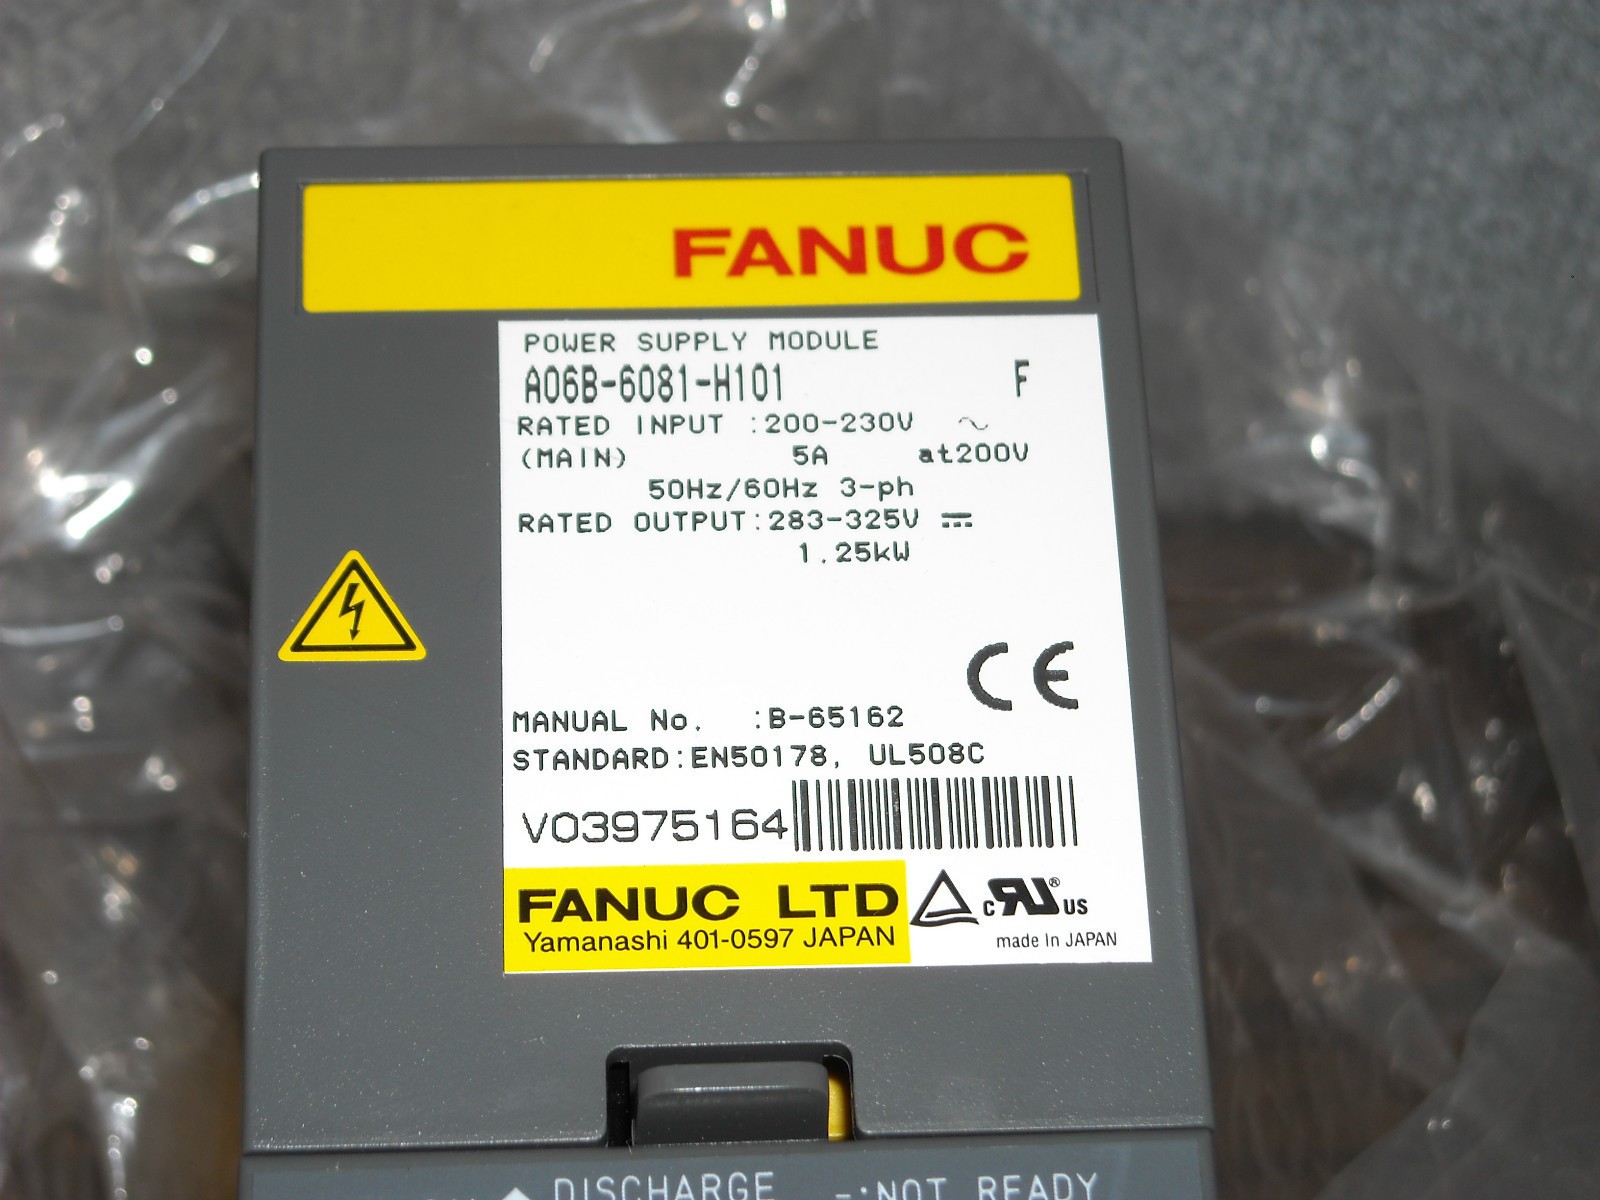 FANUC
POWER SUPPLY MODULE
A06B-6081-H101 F
RATED INPUT :200-230V ~
(MAIN) 5A at200V
50Hz/60Hz 3-ph
RATED OUTPUT:283-325V ⎓
1.25kW
CE
MANUAL No. :B-65162
STANDARD:EN50178, UL508C
V03975164
FANUC LTD
Yamanashi 401-0597 JAPAN
c RU ® US
made in JAPAN
DISCHARGE -:NOT READY